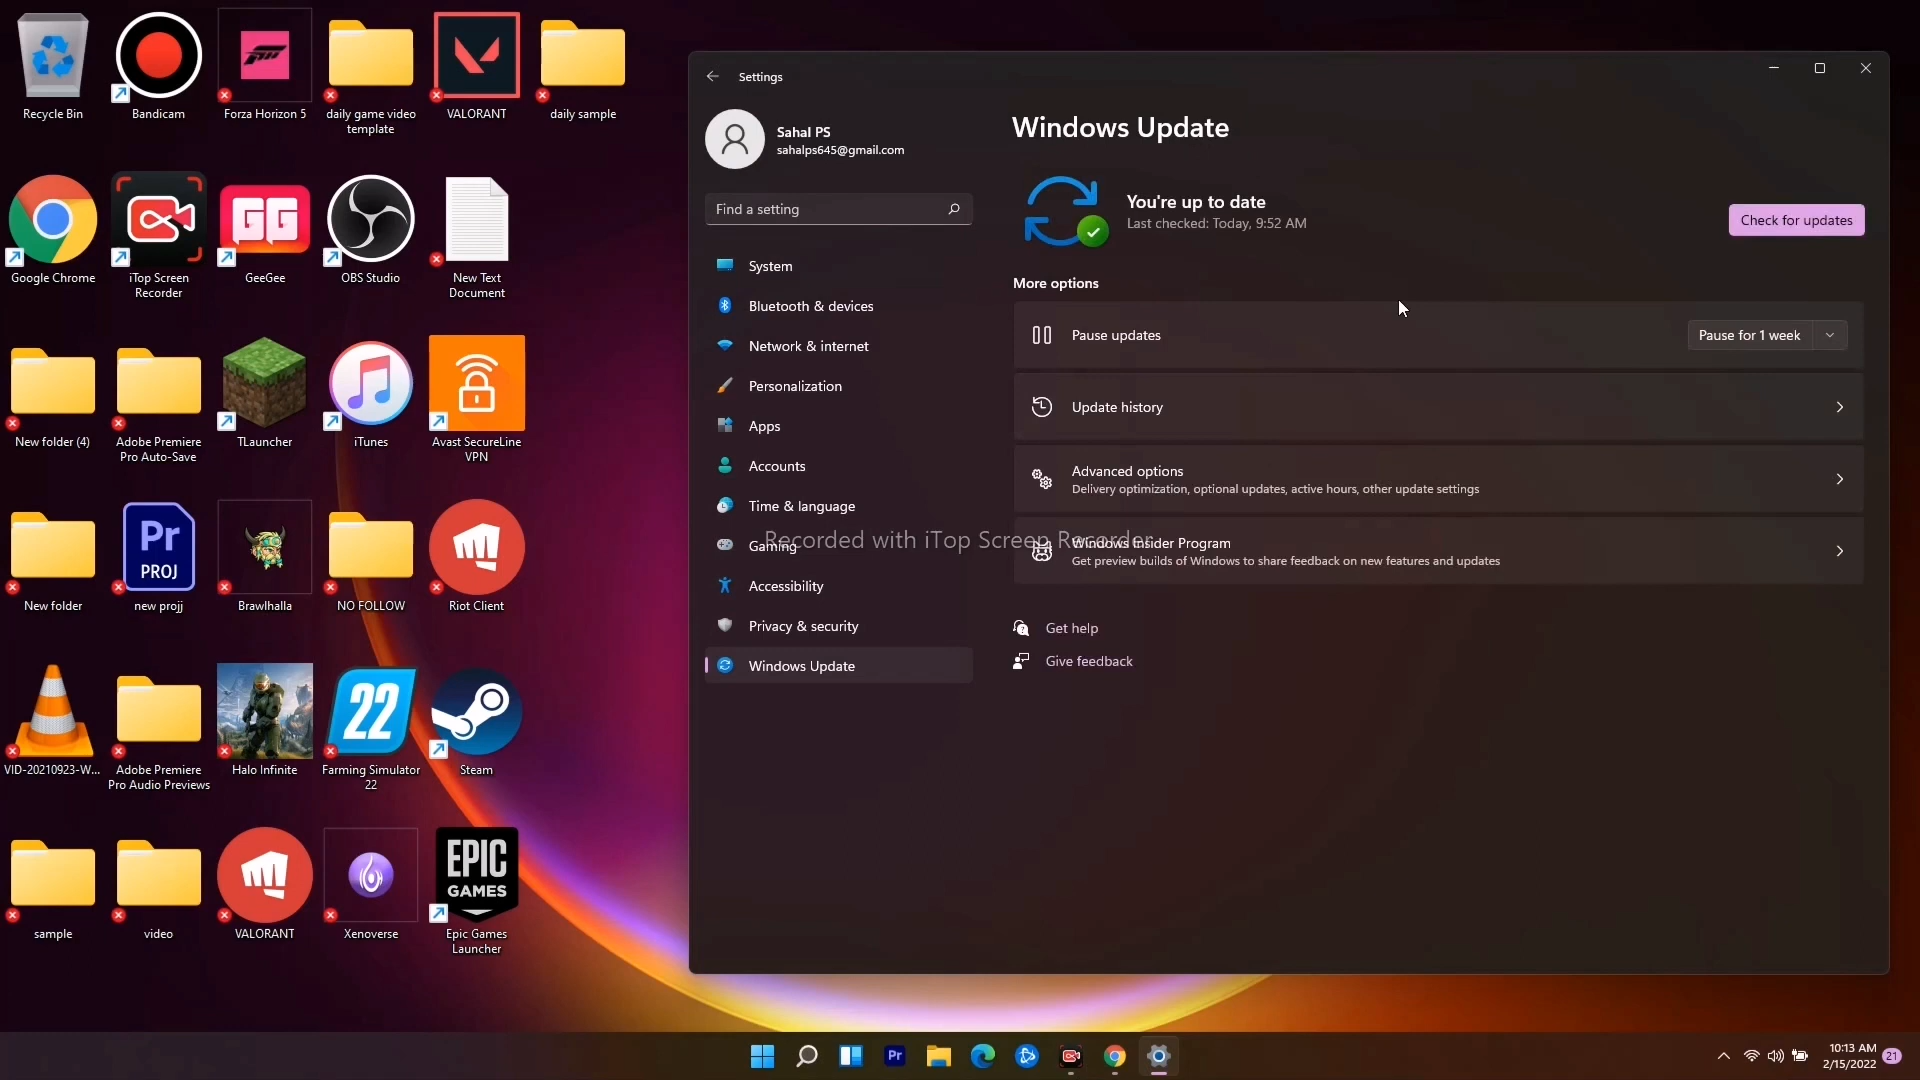 Recycle Bin
Bandicam
Forza Horizon 5
daily game video
template
VALORANT
daily sample
Google Chrome
iTop Screen
Recorder
GG
GeeGee
OBS Studio
New Text
Document
New folder (4)
Adobe Premiere
Pro Auto-Save
TLauncher
iTunes
Avast SecureLine
VPN
Pr
PROJ
New folder
new projj
Brawlhalla
NO FOLLOW
Riot Client
22
VID-20210923-W...
Adobe Premiere
Pro Audio Previews
Halo Infinite
Farming Simulator
22
Steam
EPIC
GAMES
sample
video
VALORANT
Xenoverse
Epic Games
Launcher
Settings
Sahal PS
sahalps645@gmail.com
Find a setting
System
Bluetooth & devices
Network & internet
Personalization
Apps
Accounts
Time & language
Gaming
Accessibility
Privacy & security
Windows Update
Windows Update
You're up to date
Last checked: Today, 9:52 AM
Check for updates
More options
Pause updates
Pause for 1 week
Update history
Advanced options
Delivery optimization, optional updates, active hours, other update settings
Recorded with iTop Screen Recorder
Windows Insider Program
Get preview builds of Windows to share feedback on new features and updates
Get help
Give feedback
Pr
10:13 AM
2/15/2022
21